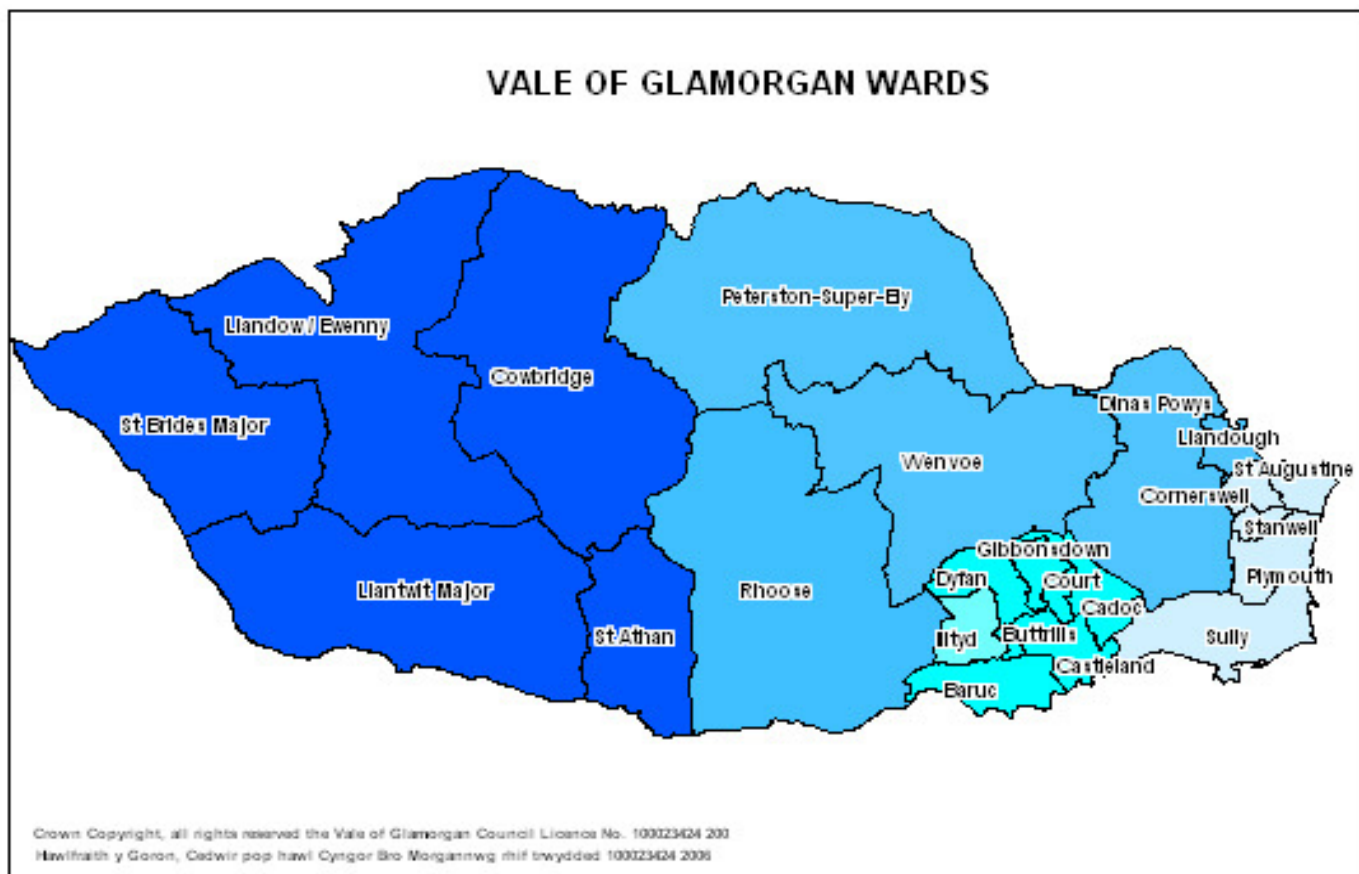 VALE OF GLAMORGAN WARDS
Peterston-Super-Ely
Llandow / Ewenny
Cowbridge
Dinas Powys
St Brides Major
Llandough
Wenvoe
St Augustine
Cornerswell
Stanwell
Gibbonsdown
Dyfan
Court
Plymouth
Llantwit Major
Rhoose
Cadoc
St Athan
Illtyd
Buttrills
Sully
Castleland
Baruc
Crown Copyright, all rights reserved the Vale of Glamorgan Council Licence No. 100023424 200
Hawlfraith y Goron, Cedwir pop hawl Cyngor Bro Morgannwg rhif trwydded 100023424 2006